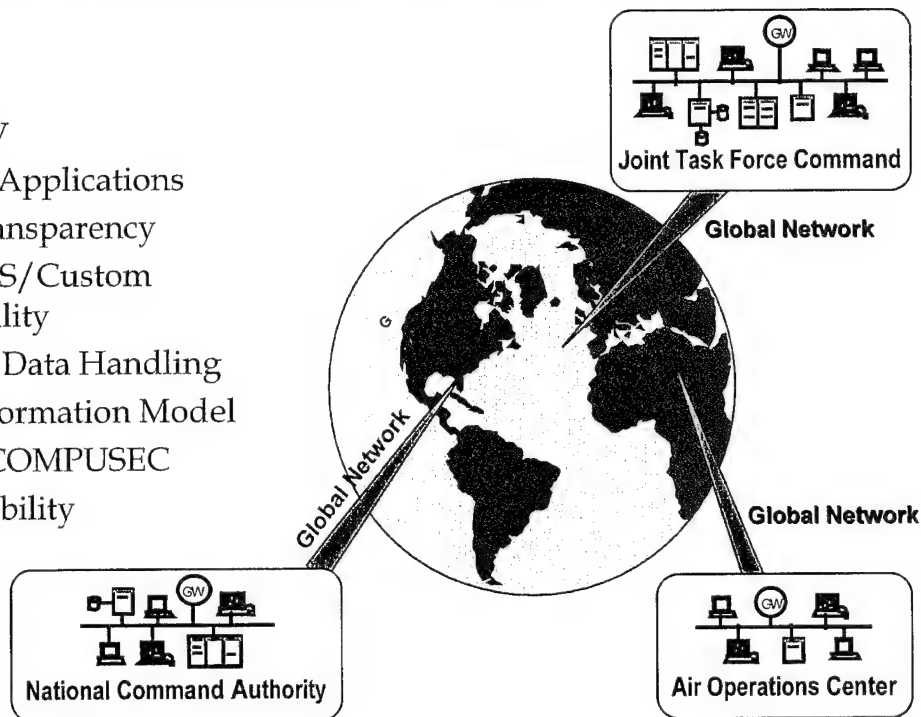 GW
Joint Task Force Command
Applications
ansparency
S/Custom
lity
Data Handling
ormation Model
COMPUSEC
bility
Global Network
G
Global Network
Global Network
GW
National Command Authority
GW
Air Operations Center